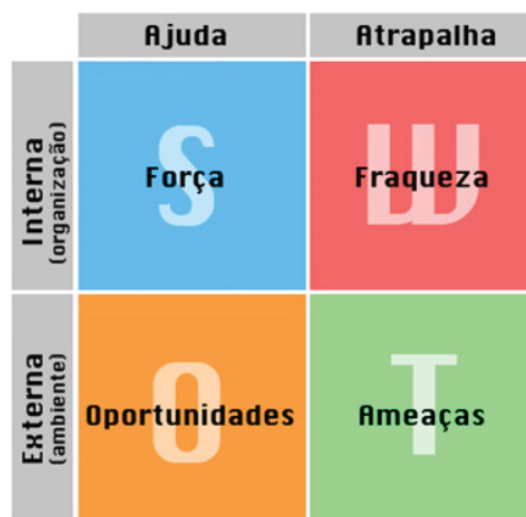 Ajuda
Atrapalha
Interna
(organização)
S
Força
W
Fraqueza
Externa
(ambiente)
O
Oportunidades
T
Ameaças